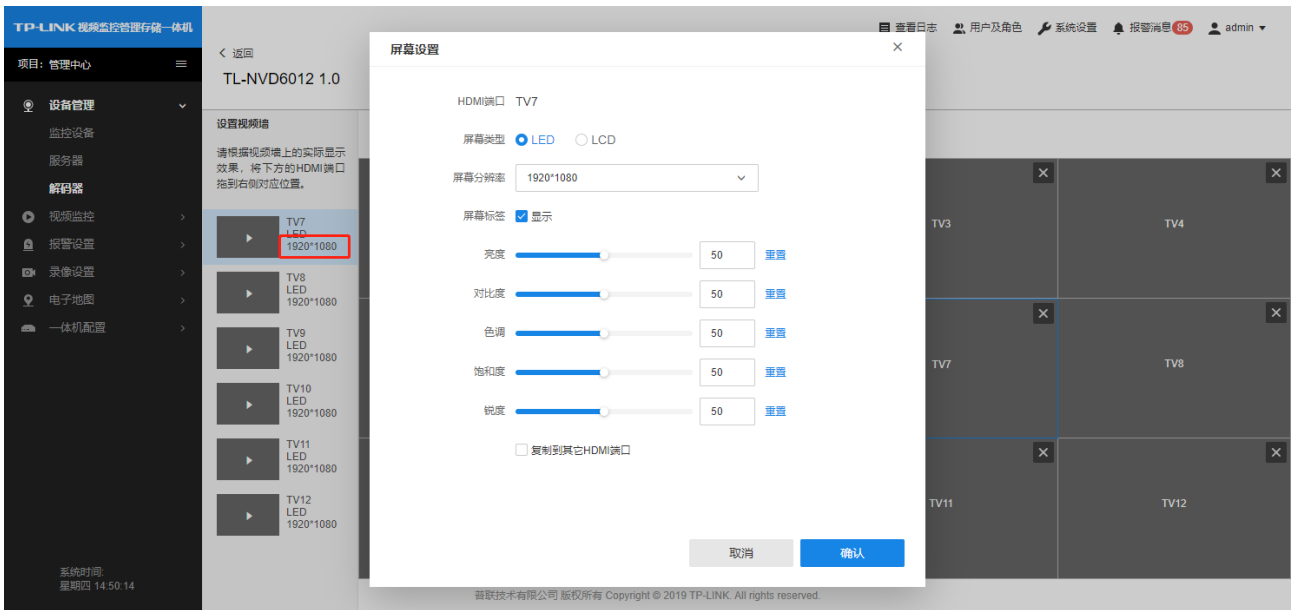 TP-LINK 视频监控管理存储一体机
查看日志 用户及角色 系统设置 报警消息 85 admin
项目: 管理中心
设备管理
监控设备
服务器
解码器
视频监控
报警设置
录像设置
电子地图
一体机配置
系统时间:
星期四 14:50:14
返回
TL-NVD6012 1.0
设置视频墙
请根据视频墙上的实际显示
效果，将下方的HDMI端口
拖到右侧对应位置。
TV7
LED
1920*1080
TV8
LED
1920*1080
TV9
LED
1920*1080
TV10
LED
1920*1080
TV11
LED
1920*1080
TV12
LED
1920*1080
屏幕设置
HDMI端口 TV7
屏幕类型 LED LCD
屏幕分辨率 1920*1080
屏幕标签 显示
亮度 50 重置
对比度 50 重置
色调 50 重置
饱和度 50 重置
锐度 50 重置
复制到其它HDMI端口
取消 确认
TV3 TV4
TV7 TV8
TV11 TV12
普联技术有限公司 版权所有 Copyright © 2019 TP-LINK. All rights reserved.